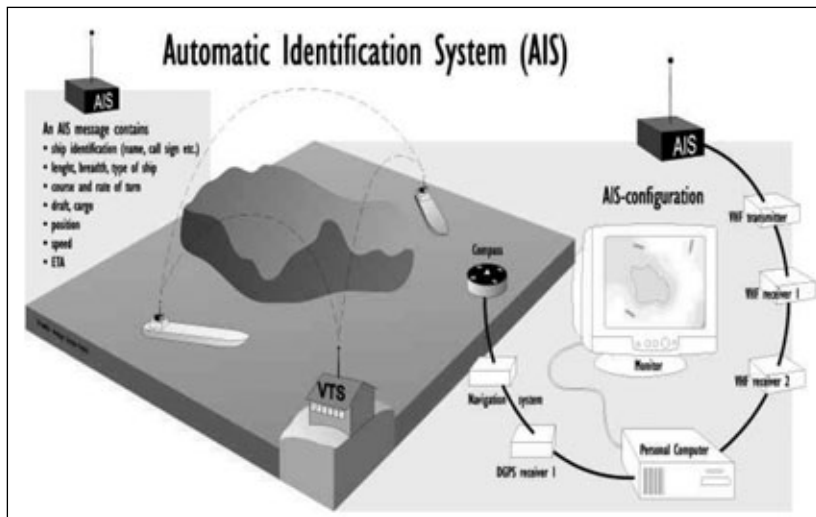 Automatic Identification System (AIS)
AIS
An AIS message contains
• ship identification (name, call sign etc.)
• lenght, breadth, type of ship
• course and rate of turn
• draft, cargo
• position
• speed
• ETA
VTS
AIS
AIS-configuration
Compass
VHF transmitter
VHF receiver 1
Monitor
VHF receiver 2
Navigation system
Personal Computer
DGPS receiver 1